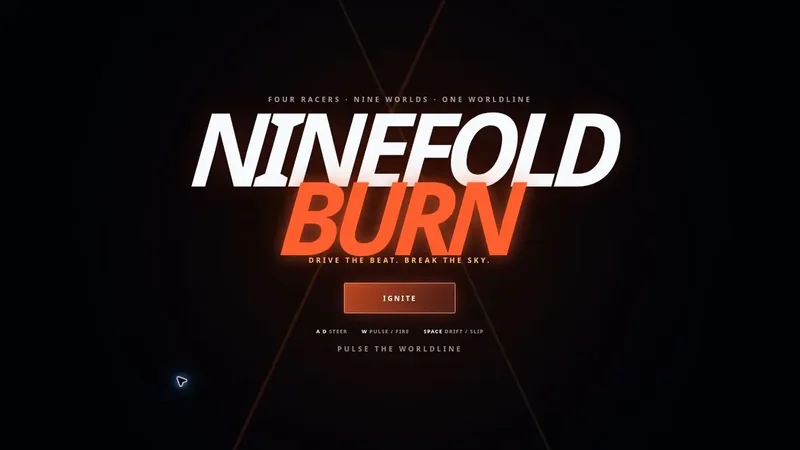 FOUR RACERS · NINE WORLDS · ONE WORLDLINE
NINEFOLD
BURN
DRIVE THE BEAT. BREAK THE SKY.
IGNITE
A D STEER W PULSE / FIRE SPACE DRIFT / SLIP
PULSE THE WORLDLINE